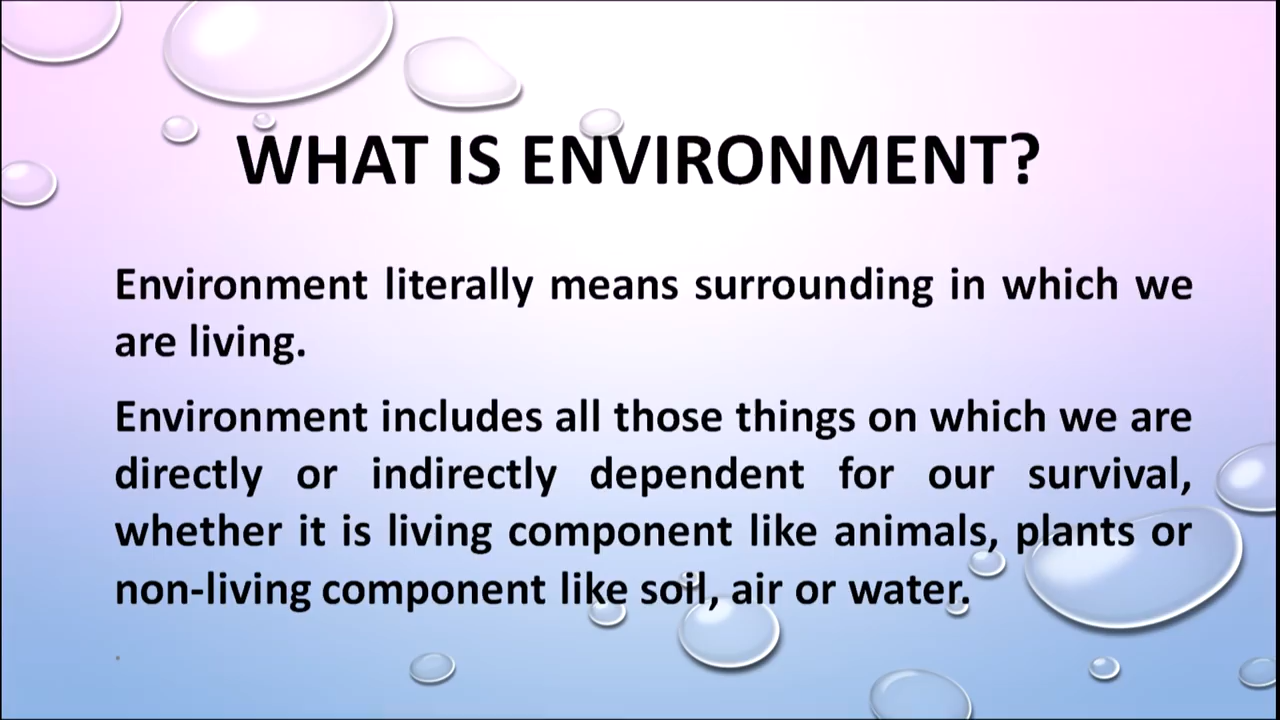 WHAT IS ENVIRONMENT?
Environment literally means surrounding in which we
are living.
Environment includes all those things on which we are
directly or indirectly dependent for our survival,
whether it is living component like animals, plants or
non-living component like soil, air or water.
.